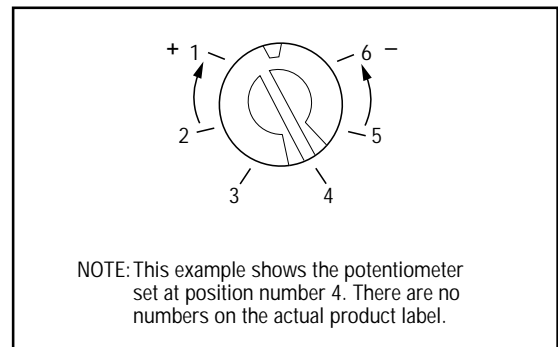 + 1 6 –
2 5
3 4
NOTE: This example shows the potentiometer
set at position number 4. There are no
numbers on the actual product label.